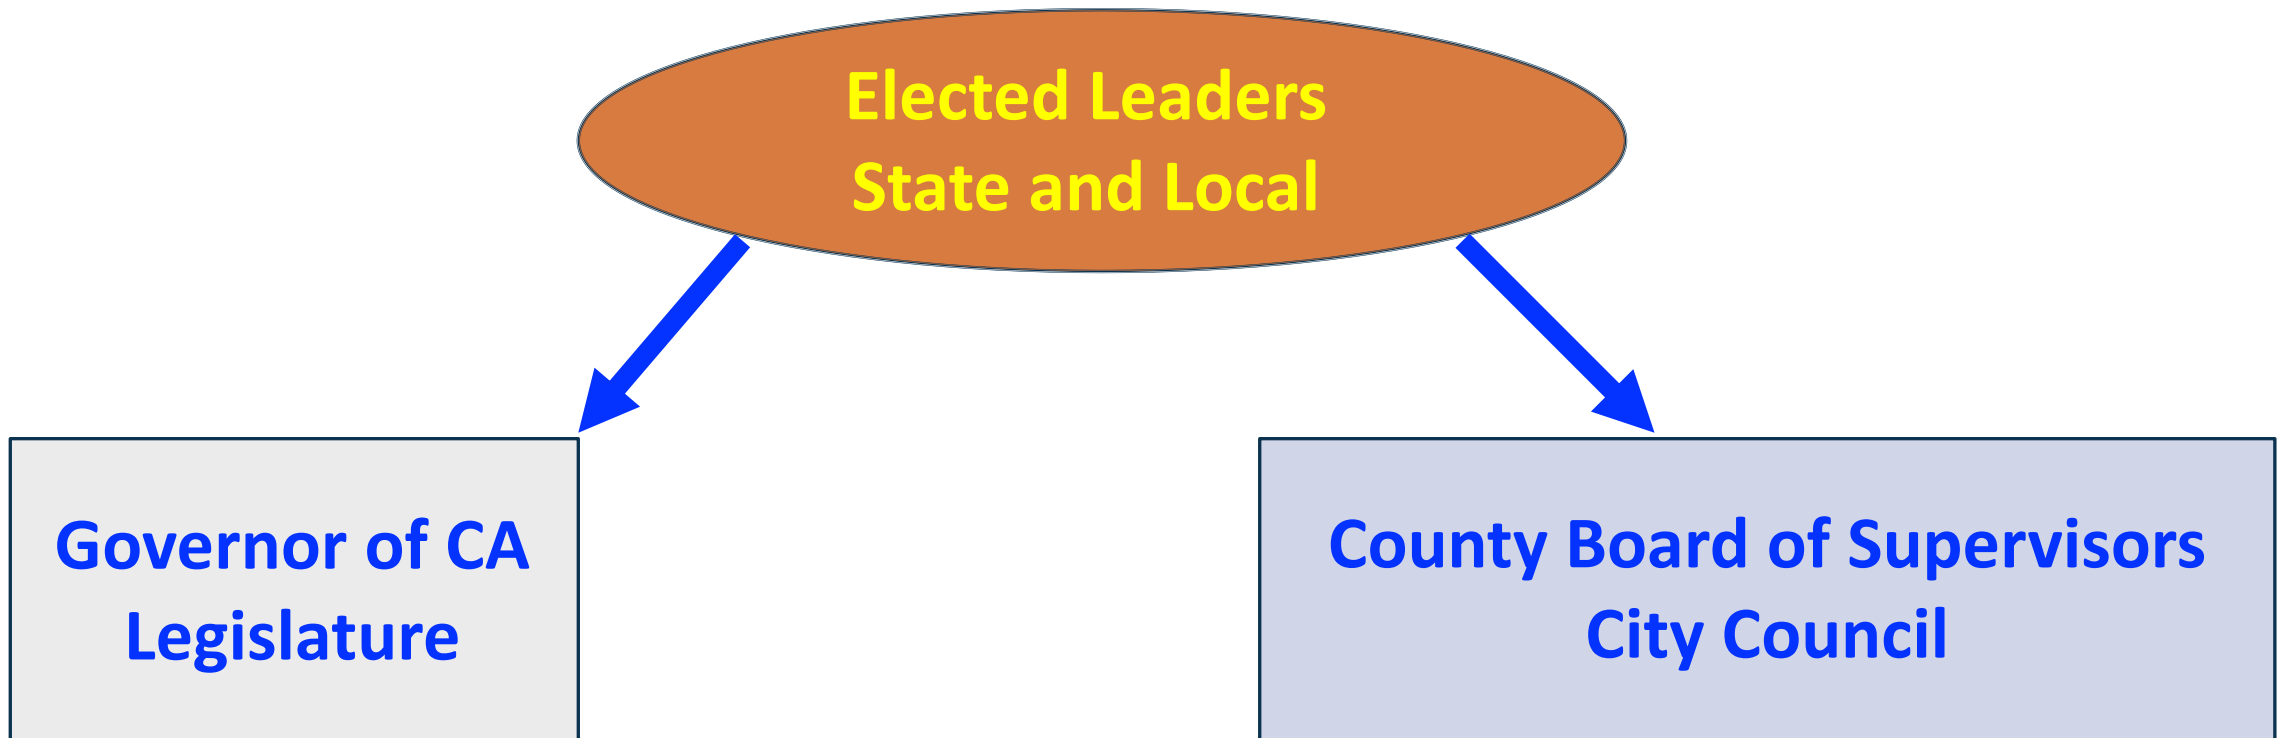 Elected Leaders
State and Local
Governor of CA
Legislature
County Board of Supervisors
City Council